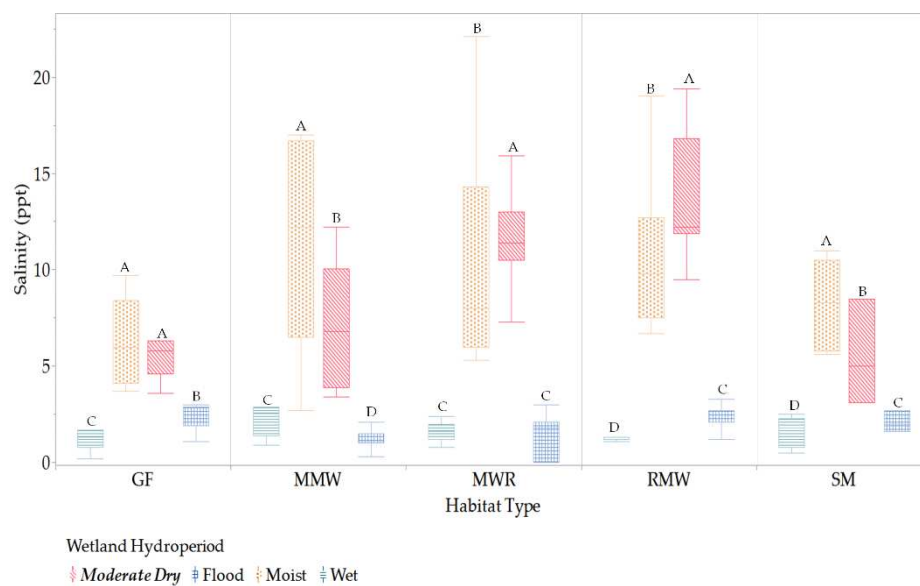 B
20
A
B
A
A
15
B
A
Salinity (ppt)
A
A
B
10
A
5
B
C
C
D
C
C
D
C
D
C
0
GF MMW MWR RMW SM
Habitat Type
Wetland Hydroperiod
Moderate Dry Flood Moist Wet